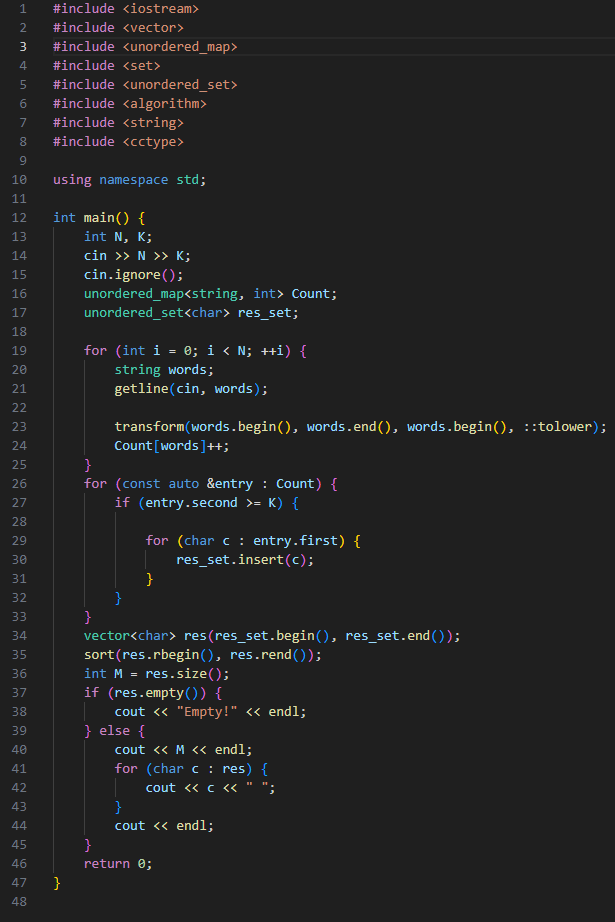 1 #include <iostream>
2 #include <vector>
3 #include <unordered_map>
4 #include <set>
5 #include <unordered_set>
6 #include <algorithm>
7 #include <string>
8 #include <cctype>
9
10 using namespace std;
11
12 int main() {
13     int N, K;
14     cin >> N >> K;
15     cin.ignore();
16     unordered_map<string, int> Count;
17     unordered_set<char> res_set;
18
19     for (int i = 0; i < N; ++i) {
20         string words;
21         getline(cin, words);
22
23         transform(words.begin(), words.end(), words.begin(), ::tolower);
24         Count[words]++;
25     }
26     for (const auto &entry : Count) {
27         if (entry.second >= K) {
28
29             for (char c : entry.first) {
30                 res_set.insert(c);
31             }
32         }
33     }
34     vector<char> res(res_set.begin(), res_set.end());
35     sort(res.rbegin(), res.rend());
36     int M = res.size();
37     if (res.empty()) {
38         cout << "Empty!" << endl;
39     } else {
40         cout << M << endl;
41         for (char c : res) {
42             cout << c << " ";
43         }
44         cout << endl;
45     }
46     return 0;
47 }
48